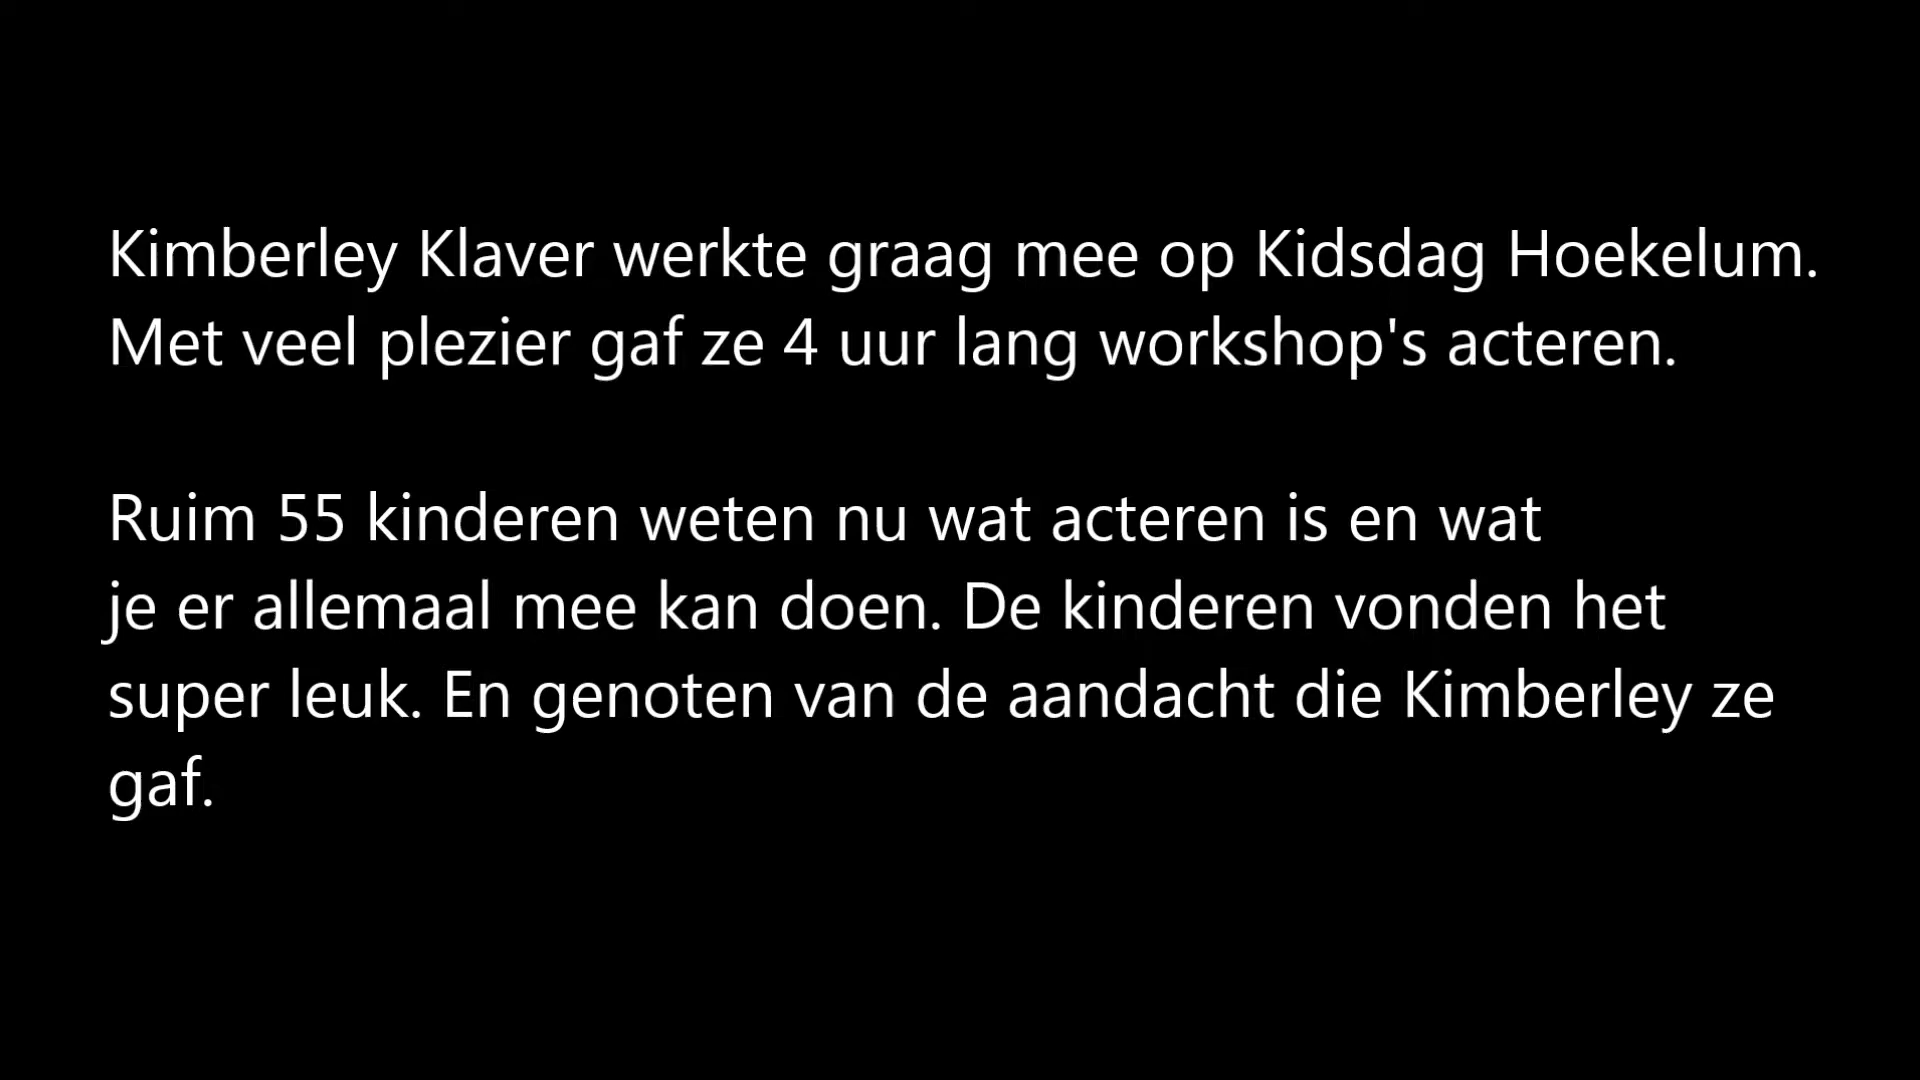 Kimberley Klaver werkte graag mee op Kidsdag Hoekelum.
Met veel plezier gaf ze 4 uur lang workshop's acteren.
Ruim 55 kinderen weten nu wat acteren is en wat
je er allemaal mee kan doen. De kinderen vonden het
super leuk. En genoten van de aandacht die Kimberley ze
gaf.